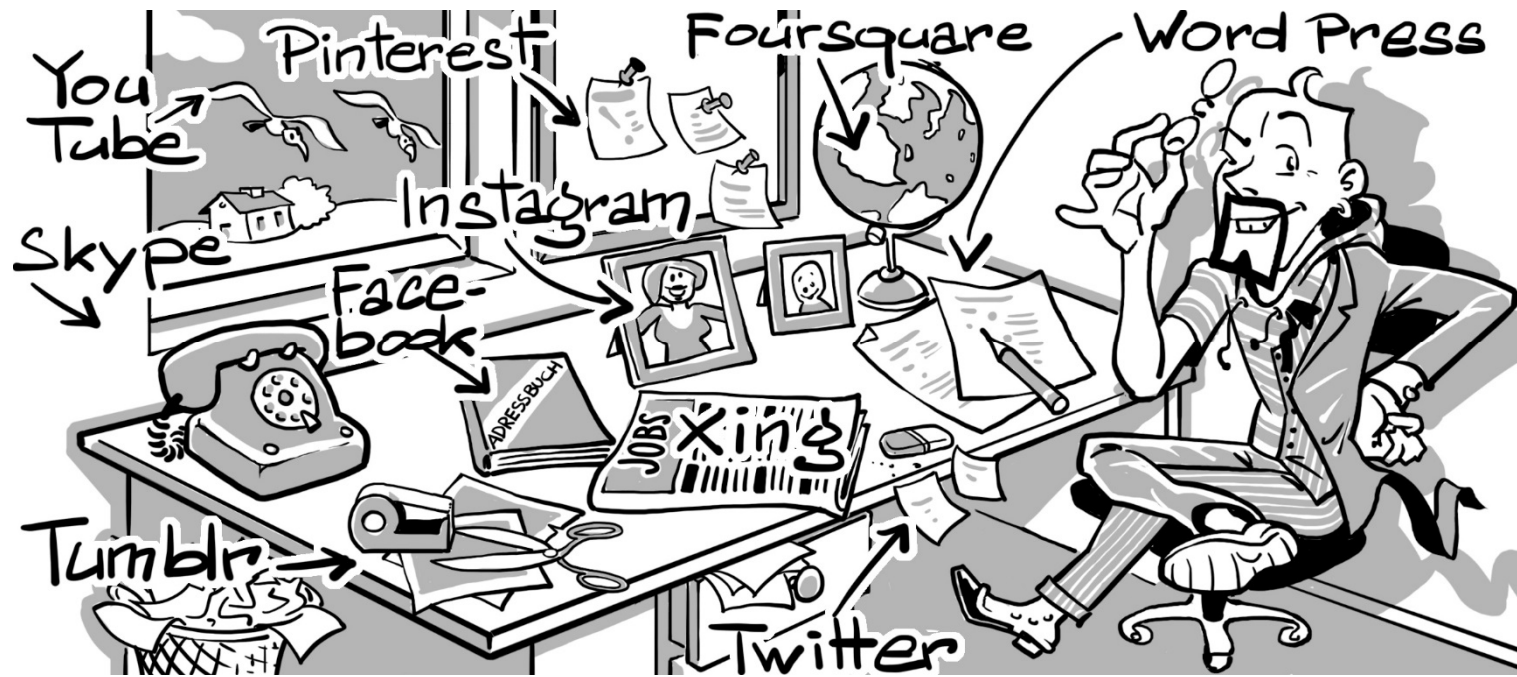 Pinterest
Foursquare
Word Press
You
Tube
Instagram
Skype
Face-
book
ADRESSBUCH
JOBS
Xing
Tumblr
Twitter